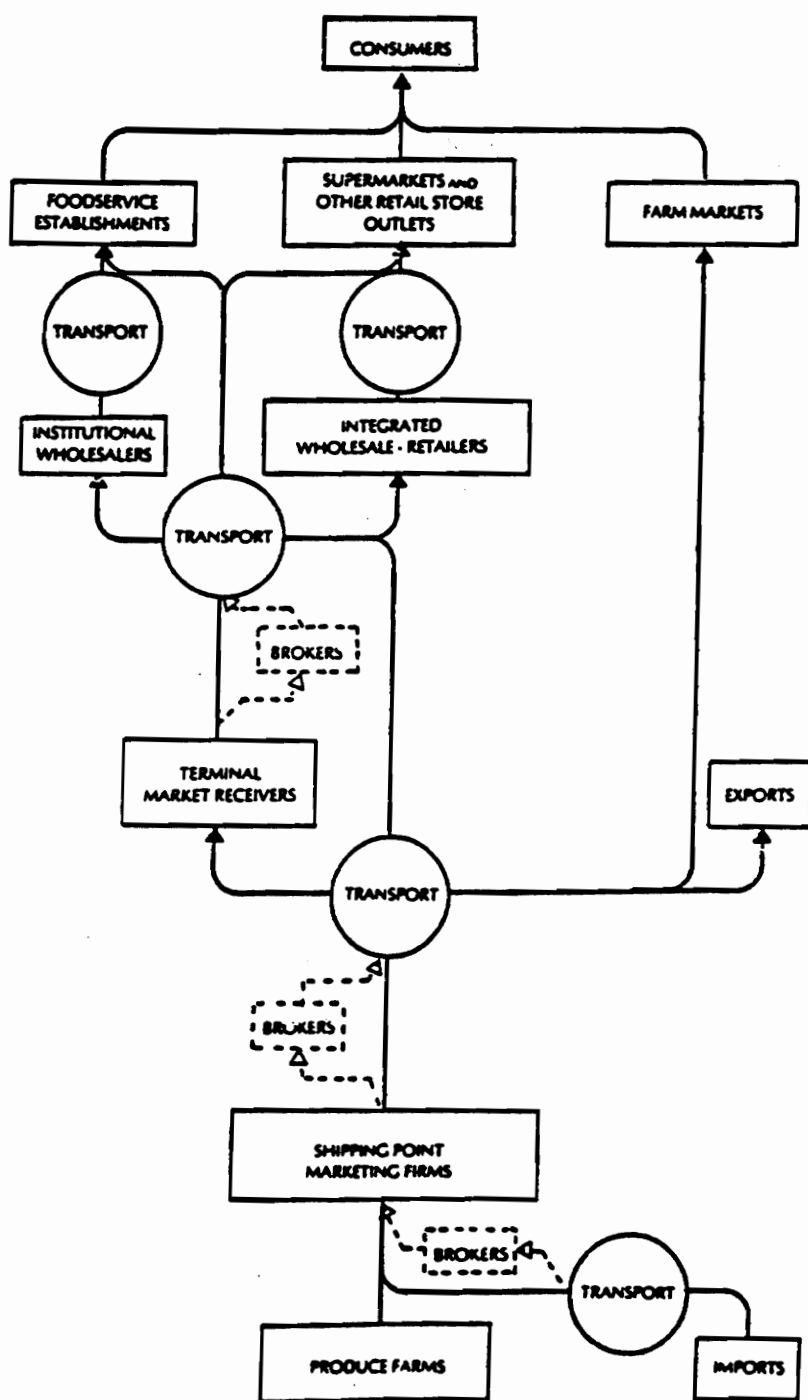 CONSUMERS
FOODSERVICE
ESTABLISHMENTS
SUPERMARKETS AND
OTHER RETAIL STORE
OUTLETS
FARM MARKETS
TRANSPORT
TRANSPORT
INSTITUTIONAL
WHOLESALERS
INTEGRATED
WHOLESALE - RETAILERS
TRANSPORT
BROKERS
TERMINAL
MARKET RECEIVERS
EXPORTS
TRANSPORT
BROKERS
SHIPPING POINT
MARKETING FIRMS
BROKERS
TRANSPORT
PRODUCE FARMS
IMPORTS